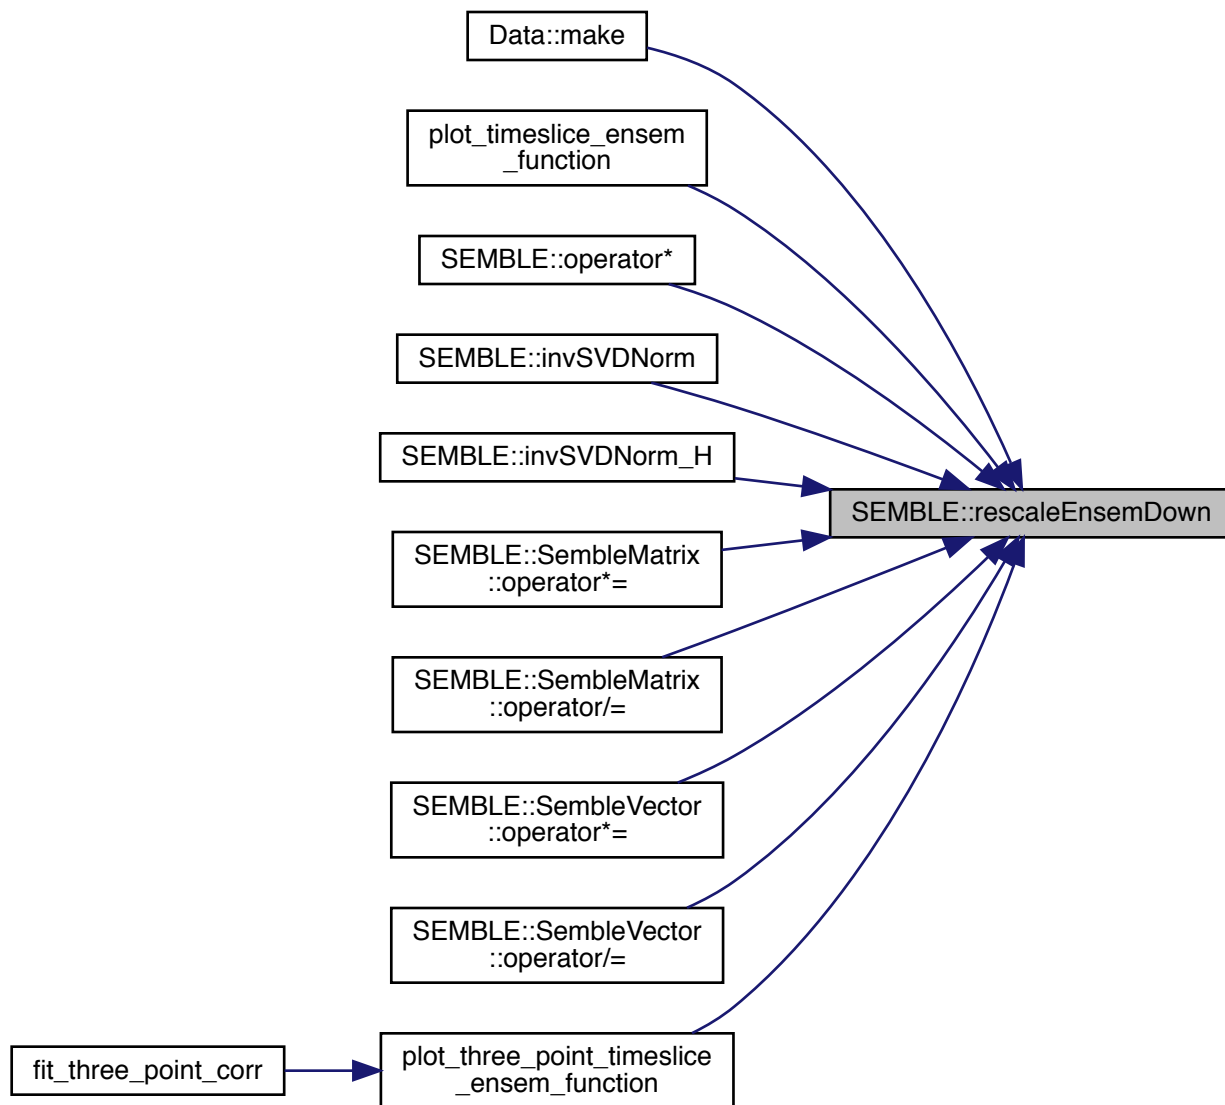 Data::make
plot_timeslice_ensem
_function
SEMBLE::operator*
SEMBLE::invSVDNorm
SEMBLE::invSVDNorm_H
SEMBLE::rescaleEnsemDown
SEMBLE::SembleMatrix
::operator*=
SEMBLE::SembleMatrix
::operator/=
SEMBLE::SembleVector
::operator*=
SEMBLE::SembleVector
::operator/=
fit_three_point_corr
plot_three_point_timeslice
_ensem_function